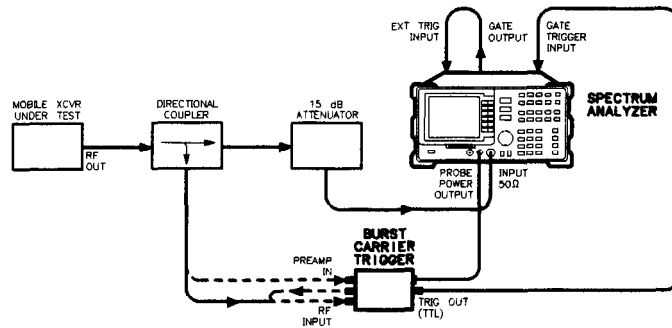 EXT TRIG
INPUT
GATE
OUTPUT
GATE
TRIGGER
INPUT
MOBILE XCVR
UNDER TEST
DIRECTIONAL
COUPLER
15 dB
ATTENUATOR
SPECTRUM
ANALYZER
RF
OUT
PROBE
POWER
OUTPUT
INPUT
50Ω
BURST
CARRIER
TRIGGER
PREAMP
IN
RF
INPUT
TRIG OUT
(TTL)